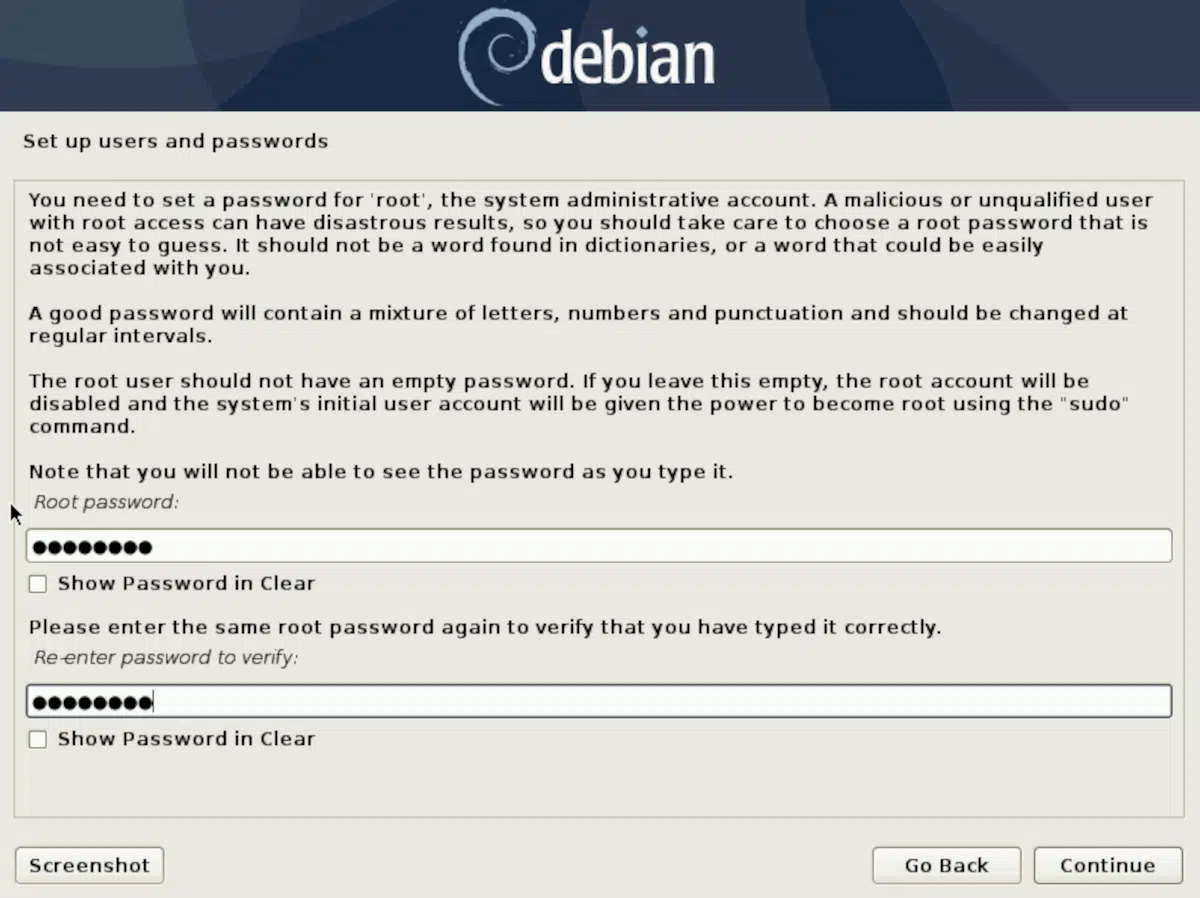 debian
Set up users and passwords
You need to set a password for 'root', the system administrative account. A malicious or unqualified user
with root access can have disastrous results, so you should take care to choose a root password that is
not easy to guess. It should not be a word found in dictionaries, or a word that could be easily
associated with you.
A good password will contain a mixture of letters, numbers and punctuation and should be changed at
regular intervals.
The root user should not have an empty password. If you leave this empty, the root account will be
disabled and the system's initial user account will be given the power to become root using the "sudo"
command.
Note that you will not be able to see the password as you type it.
Root password:
●●●●●●●●
Show Password in Clear
Please enter the same root password again to verify that you have typed it correctly.
Re-enter password to verify:
●●●●●●●●
Show Password in Clear
Screenshot
Go Back
Continue